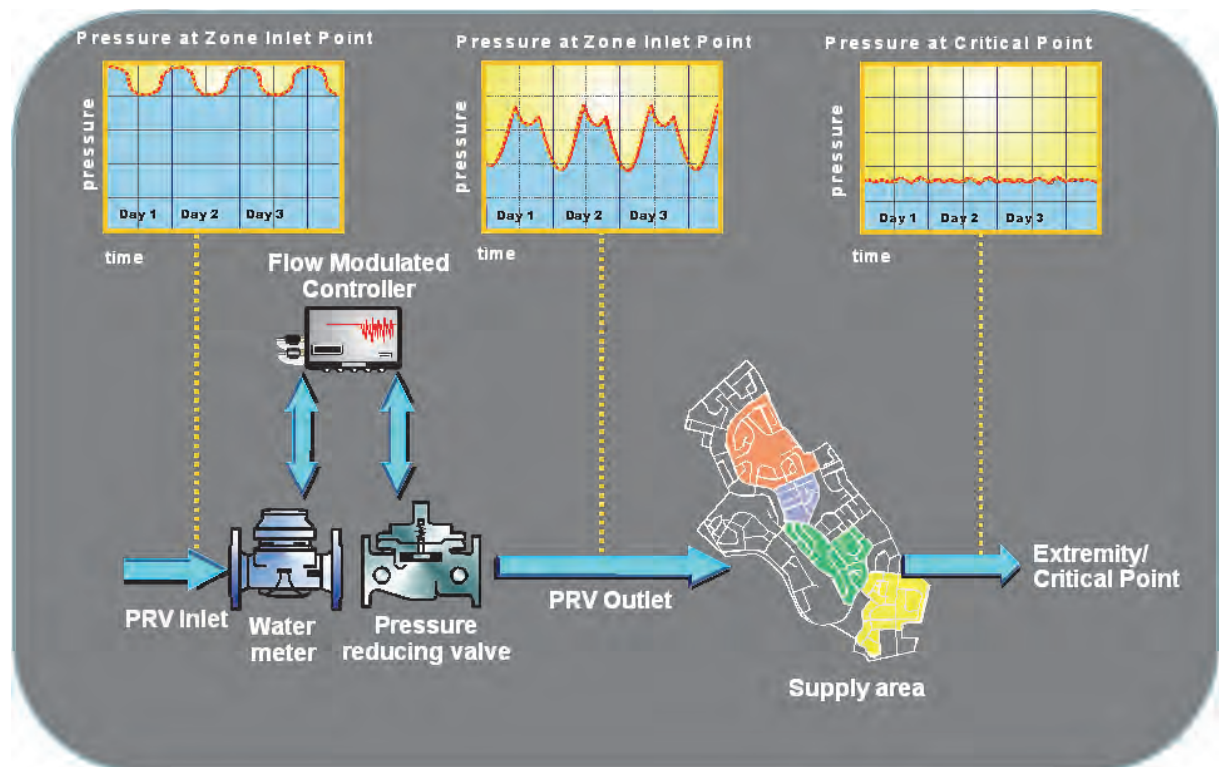 Pressure at Zone Inlet Point
pressure
Day 1 Day 2 Day 3
time
Pressure at Zone Inlet Point
pressure
Day 1 Day 2 Day 3
time
Pressure at Critical Point
pressure
Day 1 Day 2 Day 3
time
Flow Modulated
Controller
PRV Inlet
Water
meter
Pressure
reducing valve
PRV Outlet
Supply area
Extremity/
Critical Point